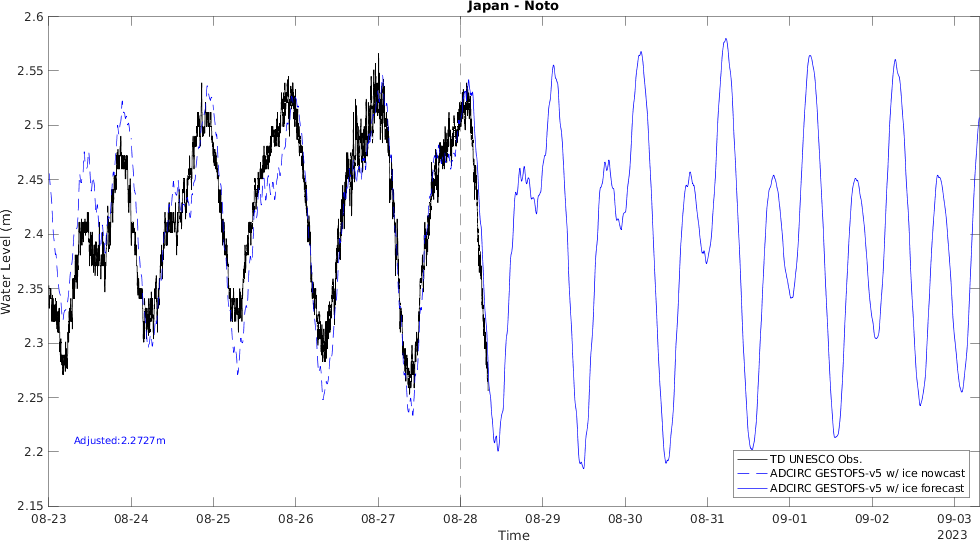 Japan - Noto
2.6
2.55
2.5
2.45
2.4
2.35
2.3
2.25
2.2
2.15
Water Level (m)
Adjusted:2.2727m
TD UNESCO Obs.
ADCIRC GESTOFS-v5 w/ ice nowcast
ADCIRC GESTOFS-v5 w/ ice forecast
08-23 08-24 08-25 08-26 08-27 08-28 08-29 08-30 08-31 09-01 09-02 09-03
Time
2023